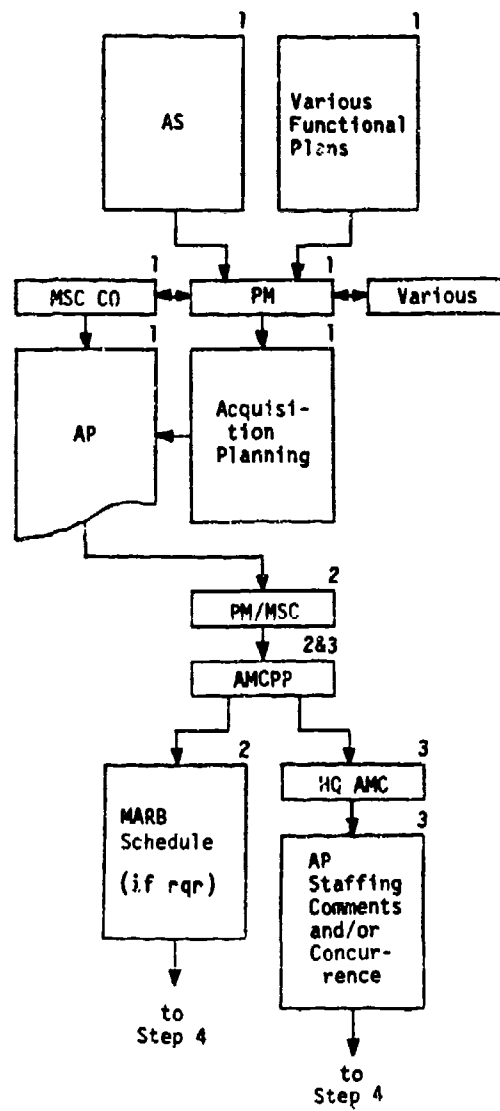 1
1
AS
Various
Functional
Plans
1
1
MSC CO
PM
Various
1
1
AP
Acquisi-
tion
Planning
2
PM/MSC
2&3
AMCPP
2
3
HQ AMC
3
MARB
Schedule
(if rqr)
AP
Staffing
Comments
and/or
Concur-
rence
to
Step 4
to
Step 4